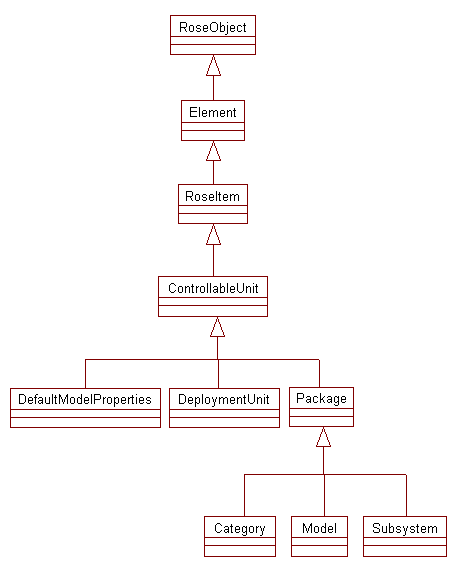 RoseObject
Element
RoseItem
ControllableUnit
DefaultModelProperties
DeploymentUnit
Package
Category
Model
Subsystem